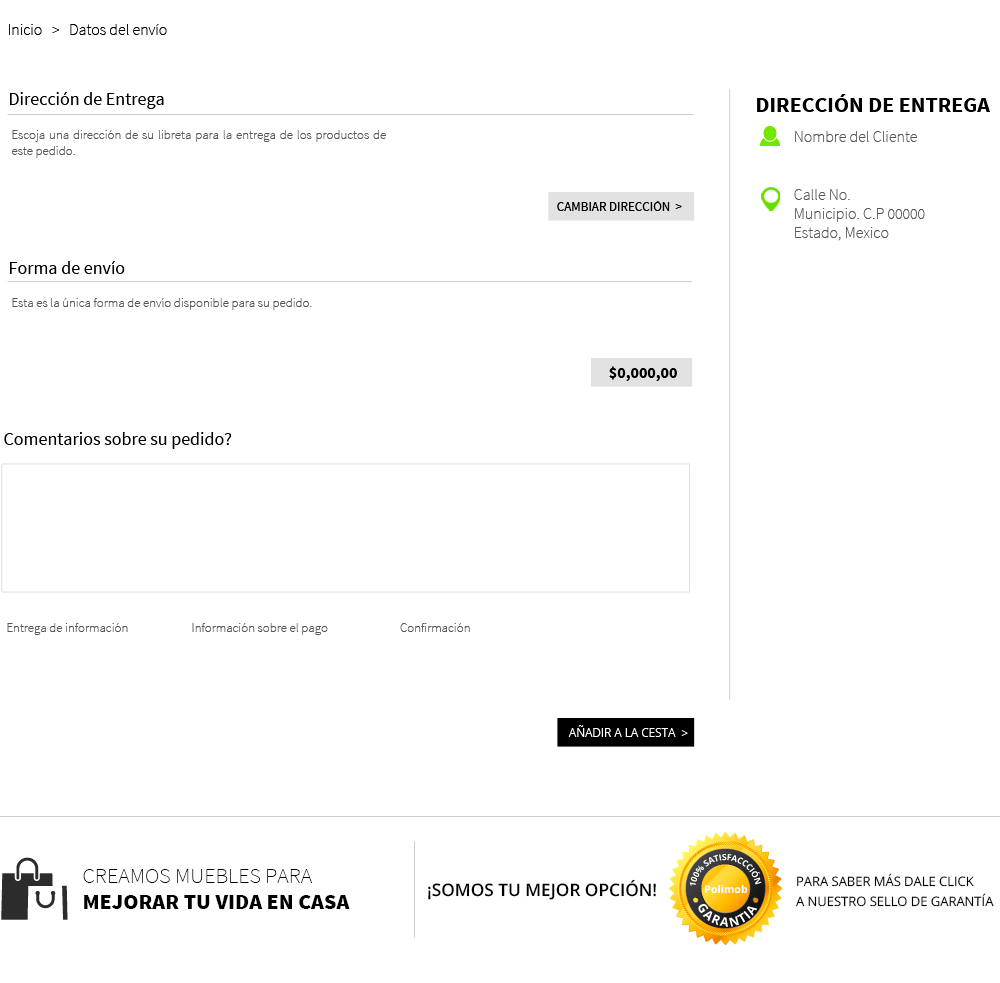 Inicio > Datos del envío
Dirección de Entrega
Escoja una dirección de su libreta para la entrega de los productos de
este pedido.
CAMBIAR DIRECCIÓN >
Forma de envío
Esta es la única forma de envío disponible para su pedido.
$0,000,00
Comentarios sobre su pedido?
Entrega de información Información sobre el pago Confirmación
AÑADIR A LA CESTA >
DIRECCIÓN DE ENTREGA
Nombre del Cliente
Calle No.
Municipio. C.P 00000
Estado, Mexico
CREAMOS MUEBLES PARA
MEJORAR TU VIDA EN CASA
¡SOMOS TU MEJOR OPCIÓN!
100% SATISFACCCIÓN
Polimob
GARANTIA
PARA SABER MÁS DALE CLICK
A NUESTRO SELLO DE GARANTÍA